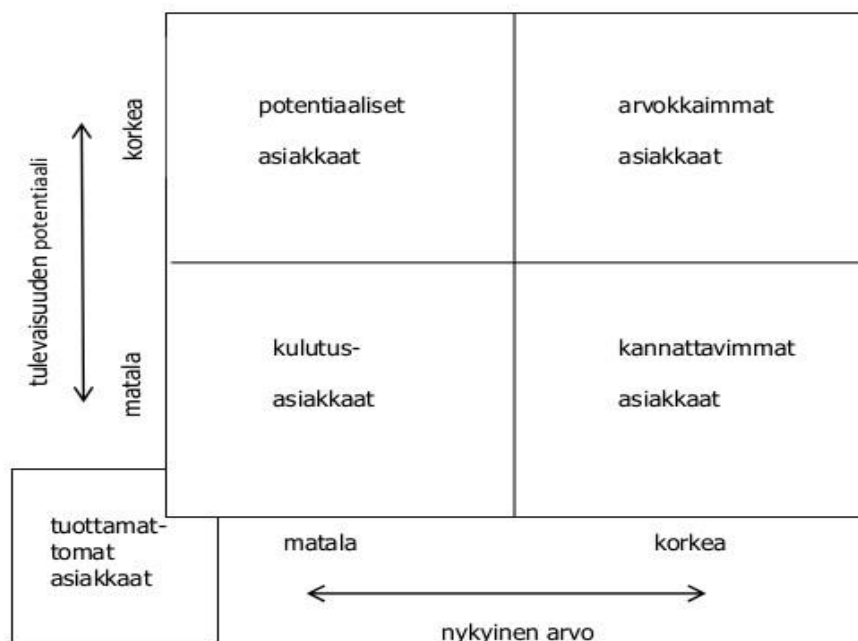 tulevaisuuden potentiaali
korkea
matala
potentiaaliset
asiakkaat
arvokkaimmat
asiakkaat
kulutus-
asiakkaat
kannattavimmat
asiakkaat
tuottamat-
tomat
asiakkaat
matala
korkea
nykyinen arvo